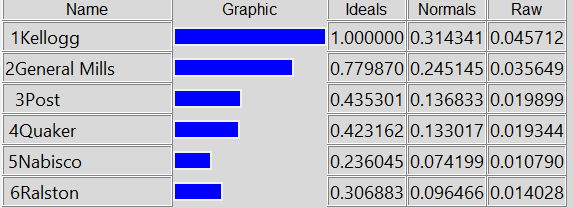 Name Graphic Ideals Normals Raw
1Kellogg 1.000000 0.314341 0.045712
2General Mills 0.779870 0.245145 0.035649
3Post 0.435301 0.136833 0.019899
4Quaker 0.423162 0.133017 0.019344
5Nabisco 0.236045 0.074199 0.010790
6Ralston 0.306883 0.096466 0.014028